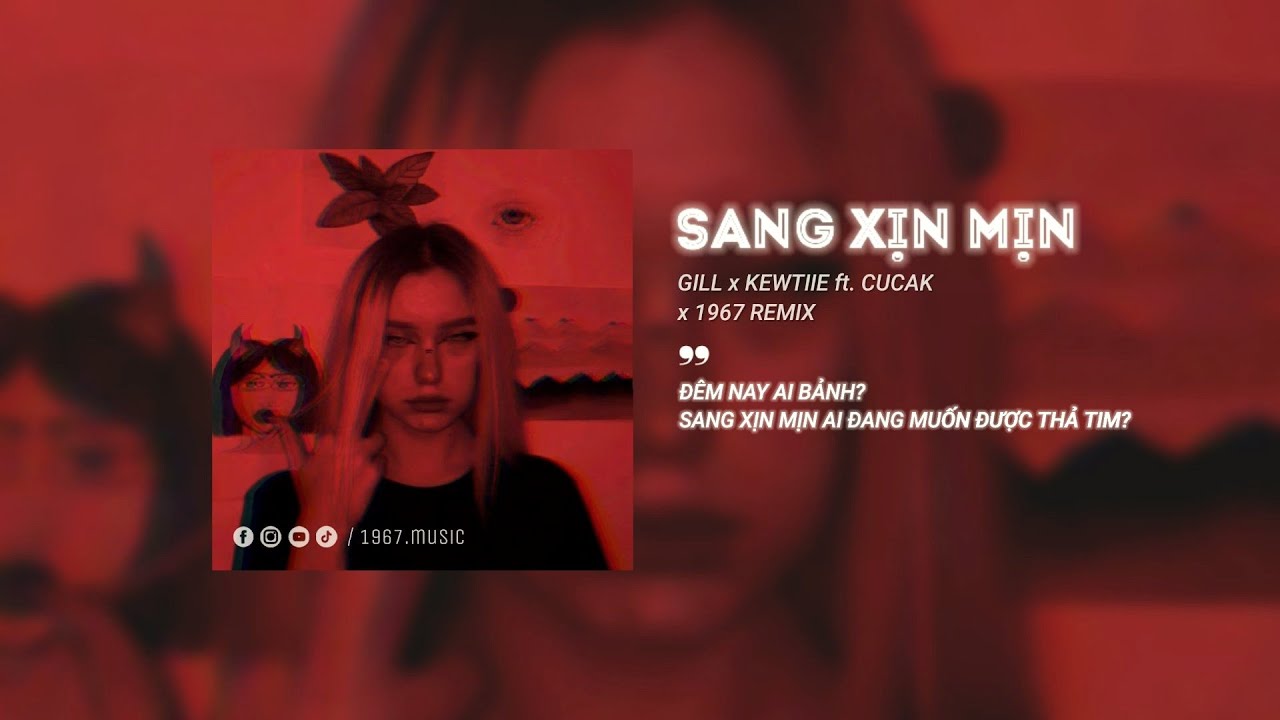 SANG XỊN MỊN
GILL x KEWTIIE ft. CUCAK
x 1967 REMIX
ĐÊM NAY AI BẢNH?
SANG XỊN MỊN AI ĐANG MUỐN ĐƯỢC THẢ TIM?
/ 1967.MUSIC